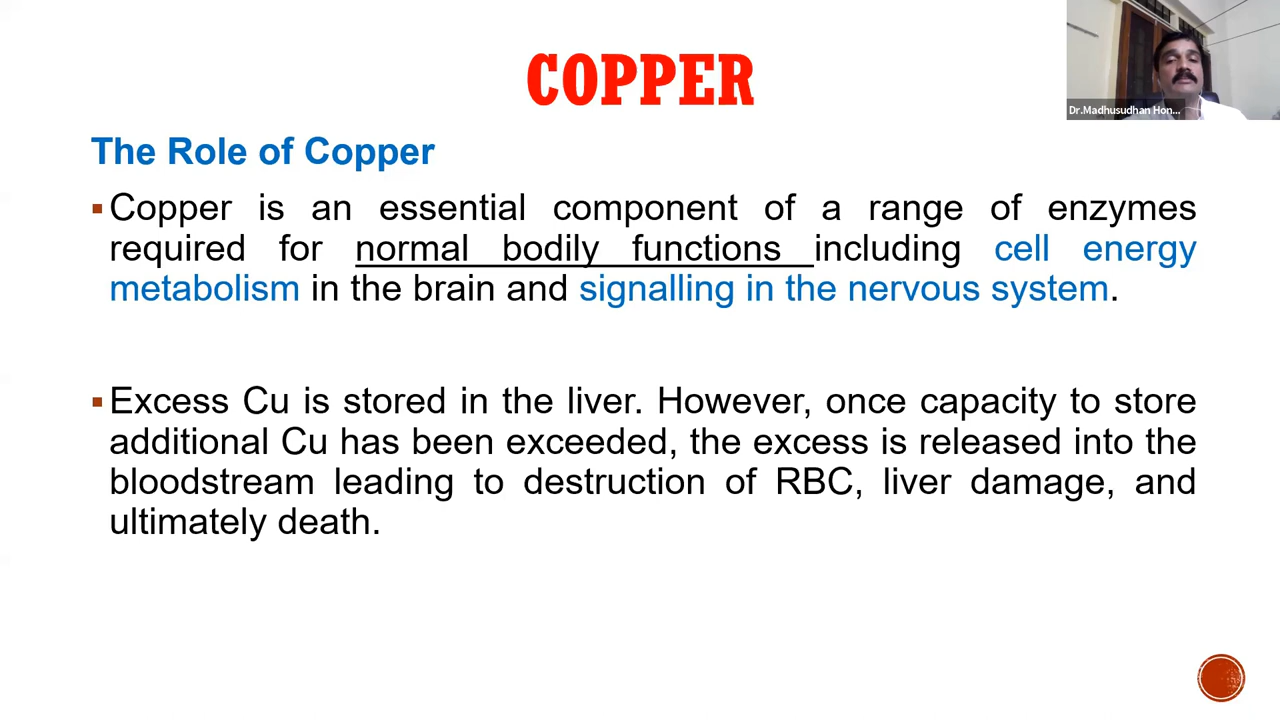 COPPER
Dr.Madhusudhan Hon...
The Role of Copper
▪Copper is an essential component of a range of enzymes
required for normal bodily functions including cell energy
metabolism in the brain and signalling in the nervous system.
▪Excess Cu is stored in the liver. However, once capacity to store
additional Cu has been exceeded, the excess is released into the
bloodstream leading to destruction of RBC, liver damage, and
ultimately death.